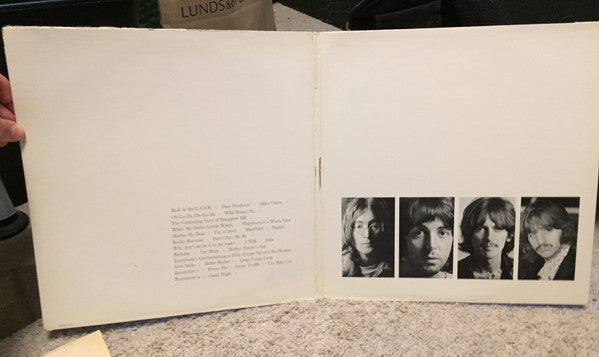 LUNDS&BY
Back in the U.S.S.R. Dear Prudence Glass Onion
Ob-La-Di, Ob-La-Da Wild Honey Pie
The Continuing Story of Bungalow Bill
While My Guitar Gently Weeps Happiness is a Warm Gun
Martha My Dear I'm so tired Blackbird Piggies
Rocky Raccoon Don't Pass Me By
Why don't we do it in the road? I Will Julia
Birthday Yer Blues Mother Nature's Son
Everybody's Got Something to Hide Except Me and My Monkey
Sexy Sadie Helter Skelter Long, Long, Long
Revolution 1 Honey Pie Savoy Truffle Cry Baby Cry
Revolution 9 Good Night